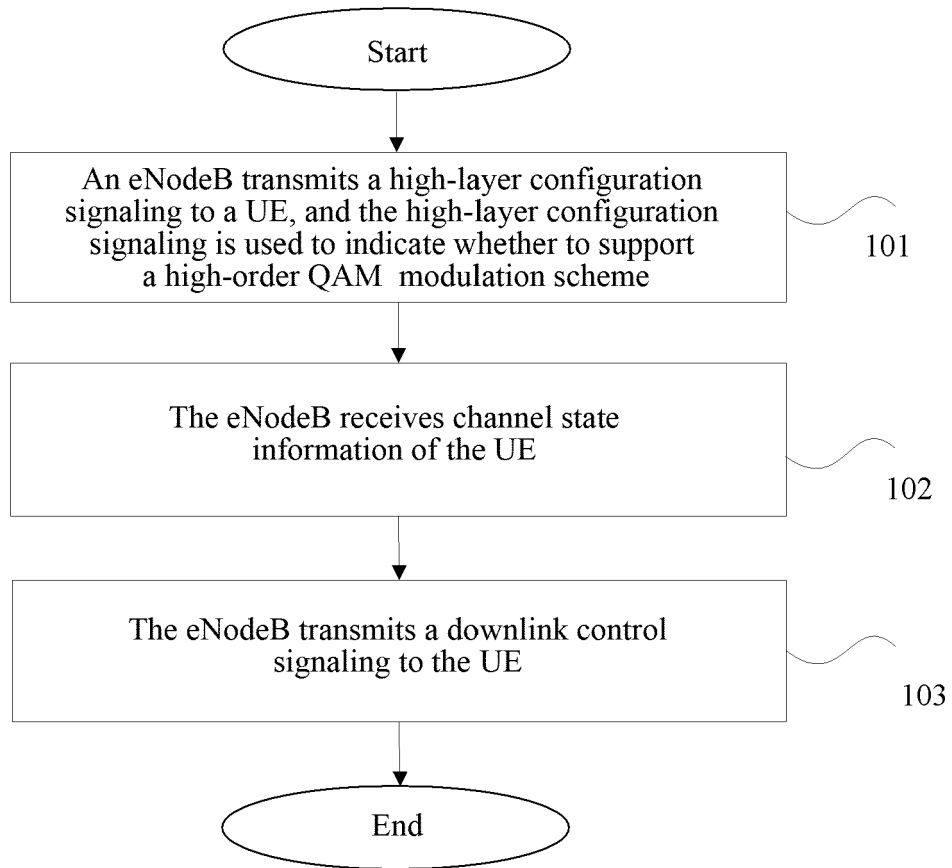 Start
An eNodeB transmits a high-layer configuration
signaling to a UE, and the high-layer configuration
signaling is used to indicate whether to support
a high-order QAM modulation scheme
101
The eNodeB receives channel state
information of the UE
102
The eNodeB transmits a downlink control
signaling to the UE
103
End